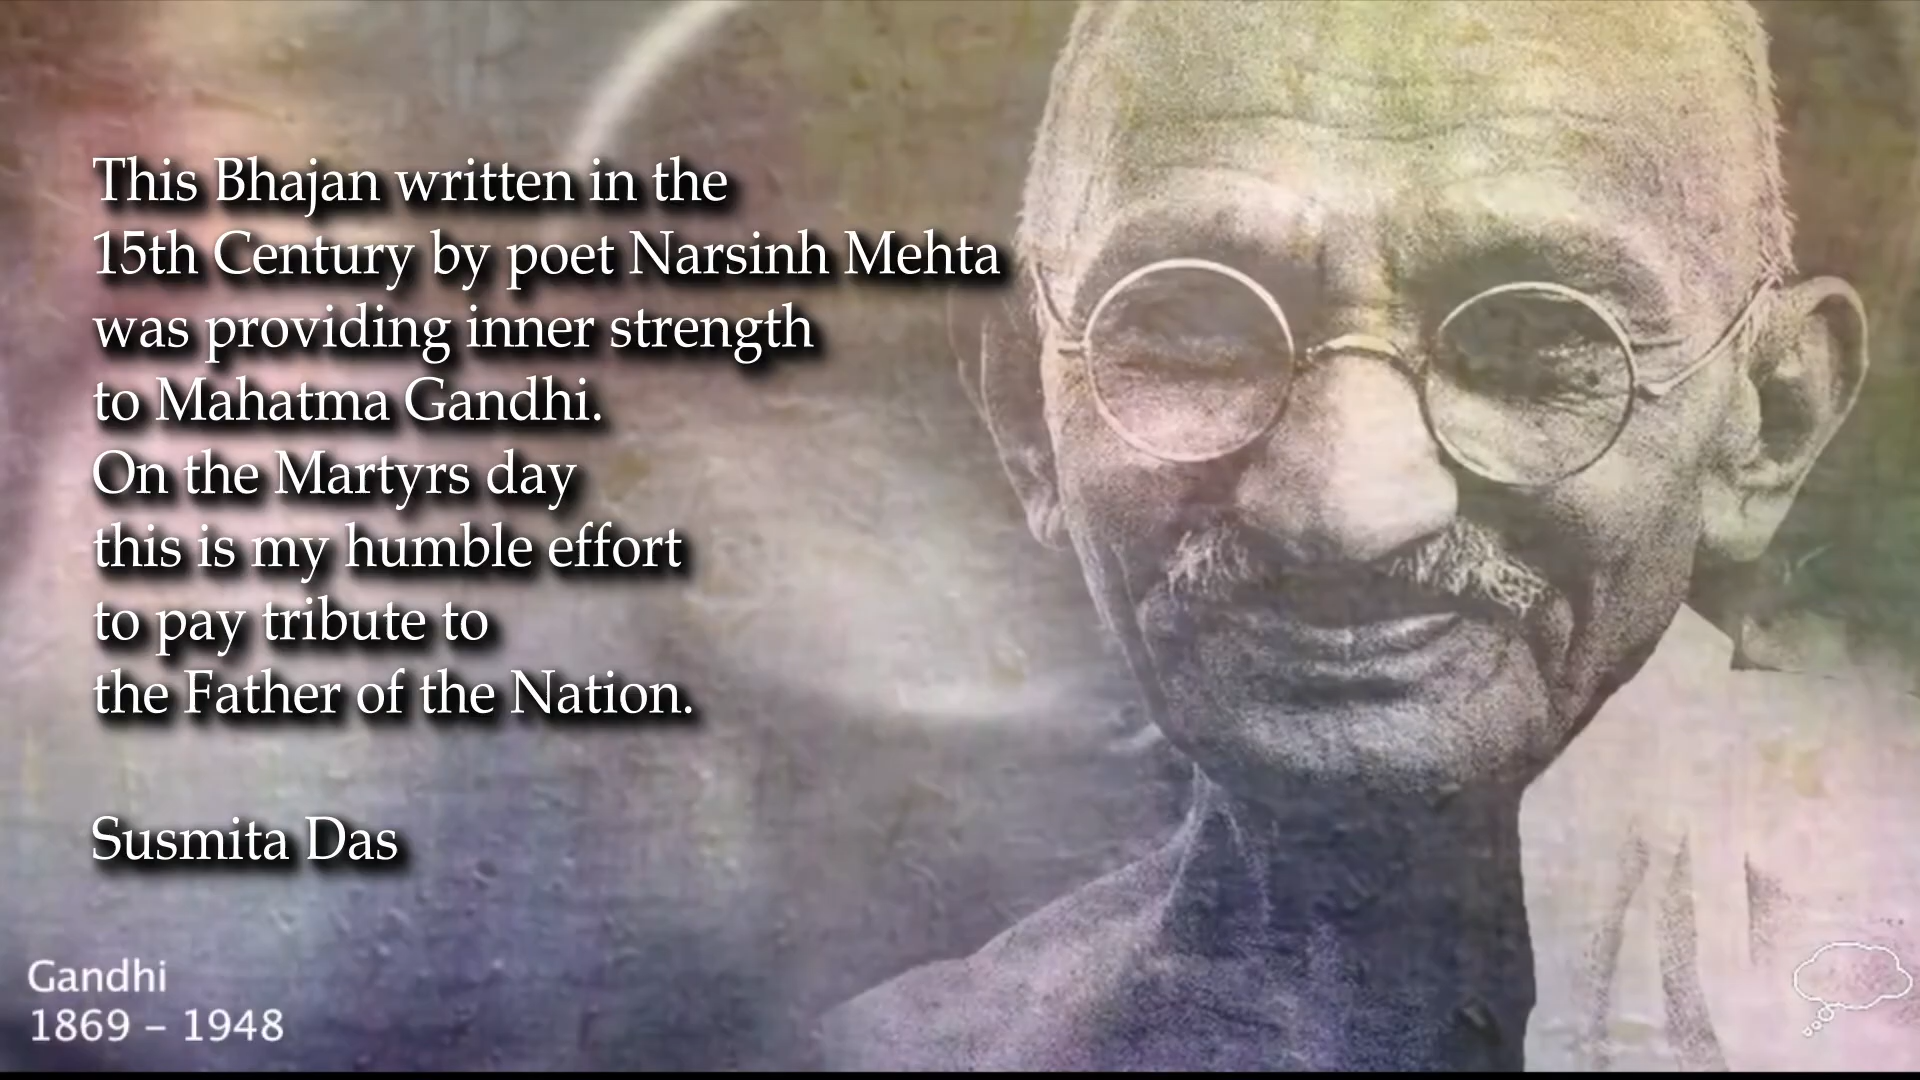 This Bhajan written in the
15th Century by poet Narsinh Mehta
was providing inner strength
to Mahatma Gandhi.
On the Martyrs day
this is my humble effort
to pay tribute to
the Father of the Nation.
Susmita Das
Gandhi
1869 – 1948